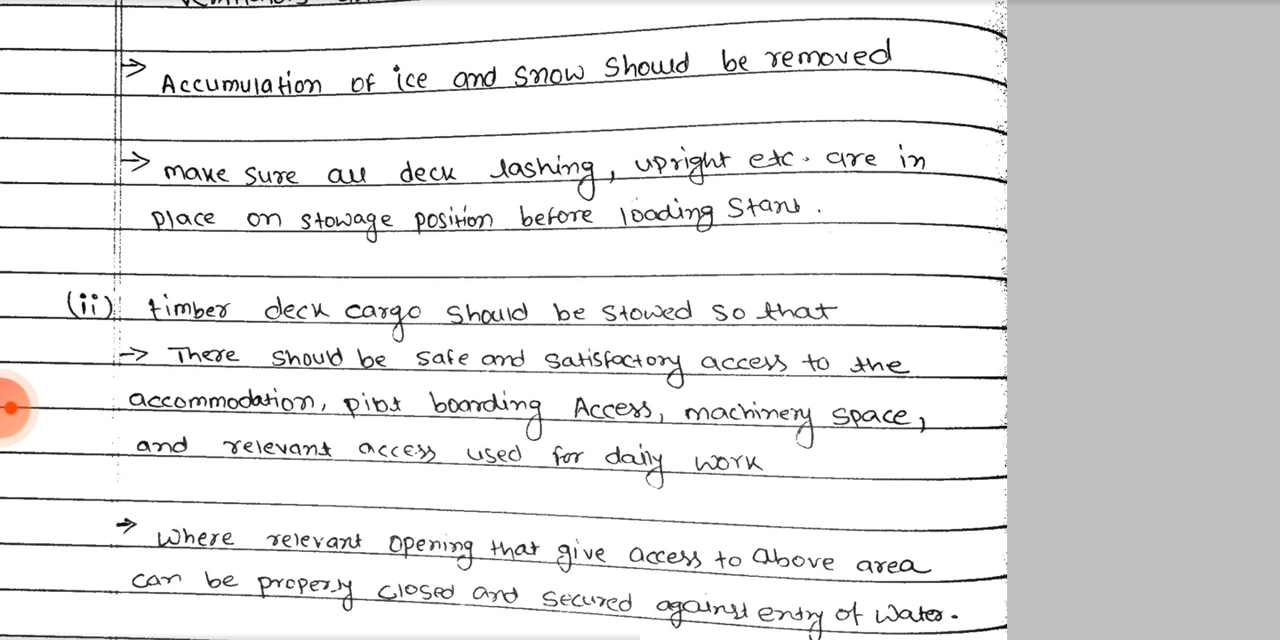 → Accumulation of ice and snow should be removed
→ make sure all deck lashing, upright etc. are in
place on stowage position before loading start.
(ii) timber deck cargo should be stowed so that
→ There should be safe and satisfactory access to the
accommodation, pilot boarding Access, machinery space,
and relevant access used for daily work
→ where relevant opening that give access to above area
can be properly closed and secured against entry of water.